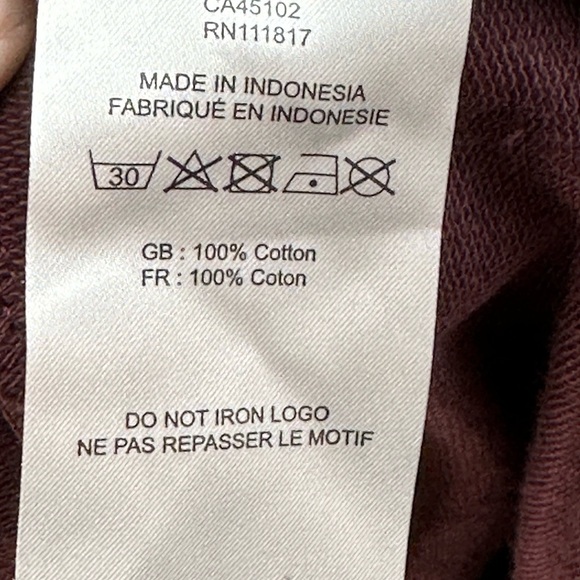 CA45102
RN111817
MADE IN INDONESIA
FABRIQUÉ EN INDONESIE
30
GB : 100% Cotton
FR : 100% Coton
DO NOT IRON LOGO
NE PAS REPASSER LE MOTIF